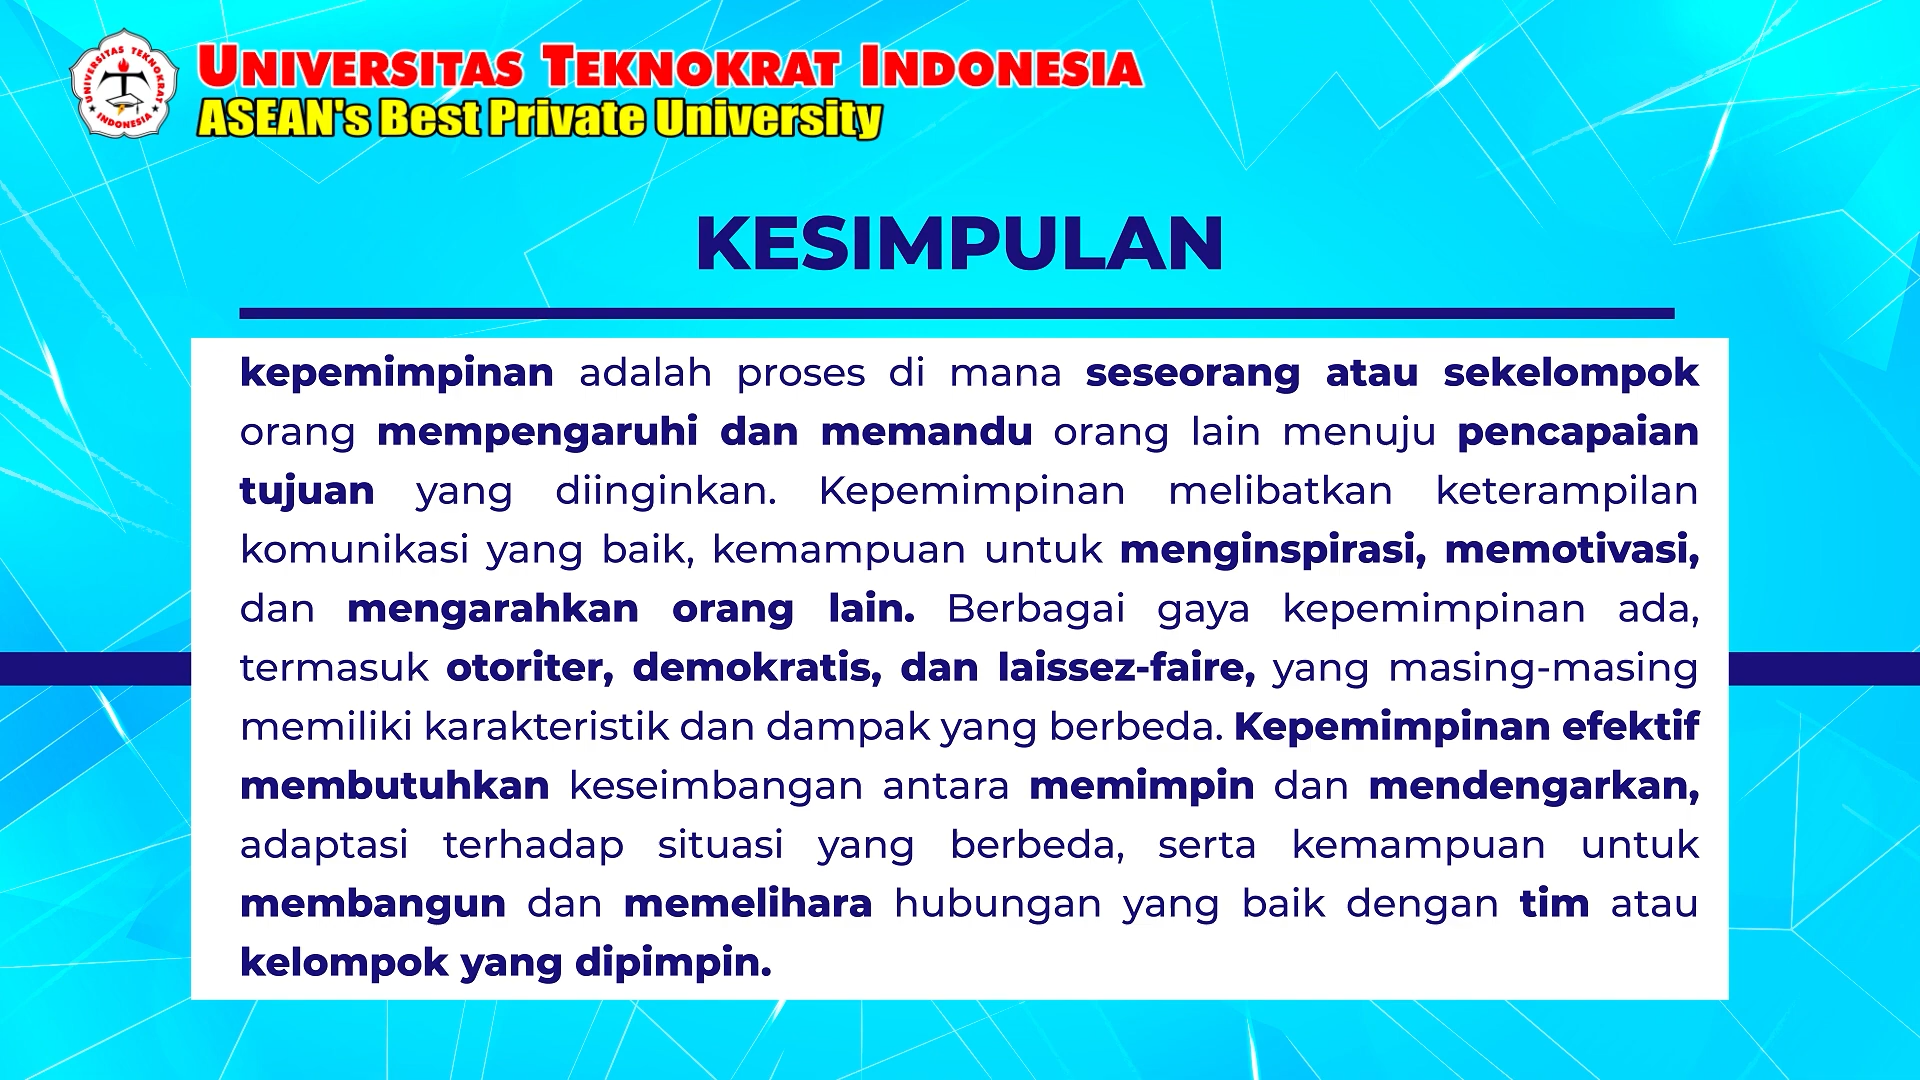 UNIVERSITAS TEKNOKRAT INDONESIA
UNIVERSITAS TEKNOKRAT INDONESIA
ASEAN's Best Private University
KESIMPULAN
kepemimpinan adalah proses di mana seseorang atau sekelompok
orang mempengaruhi dan memandu orang lain menuju pencapaian
tujuan yang diinginkan. Kepemimpinan melibatkan keterampilan
komunikasi yang baik, kemampuan untuk menginspirasi, memotivasi,
dan mengarahkan orang lain. Berbagai gaya kepemimpinan ada,
termasuk otoriter, demokratis, dan laissez-faire, yang masing-masing
memiliki karakteristik dan dampak yang berbeda. Kepemimpinan efektif
membutuhkan keseimbangan antara memimpin dan mendengarkan,
adaptasi terhadap situasi yang berbeda, serta kemampuan untuk
membangun dan memelihara hubungan yang baik dengan tim atau
kelompok yang dipimpin.